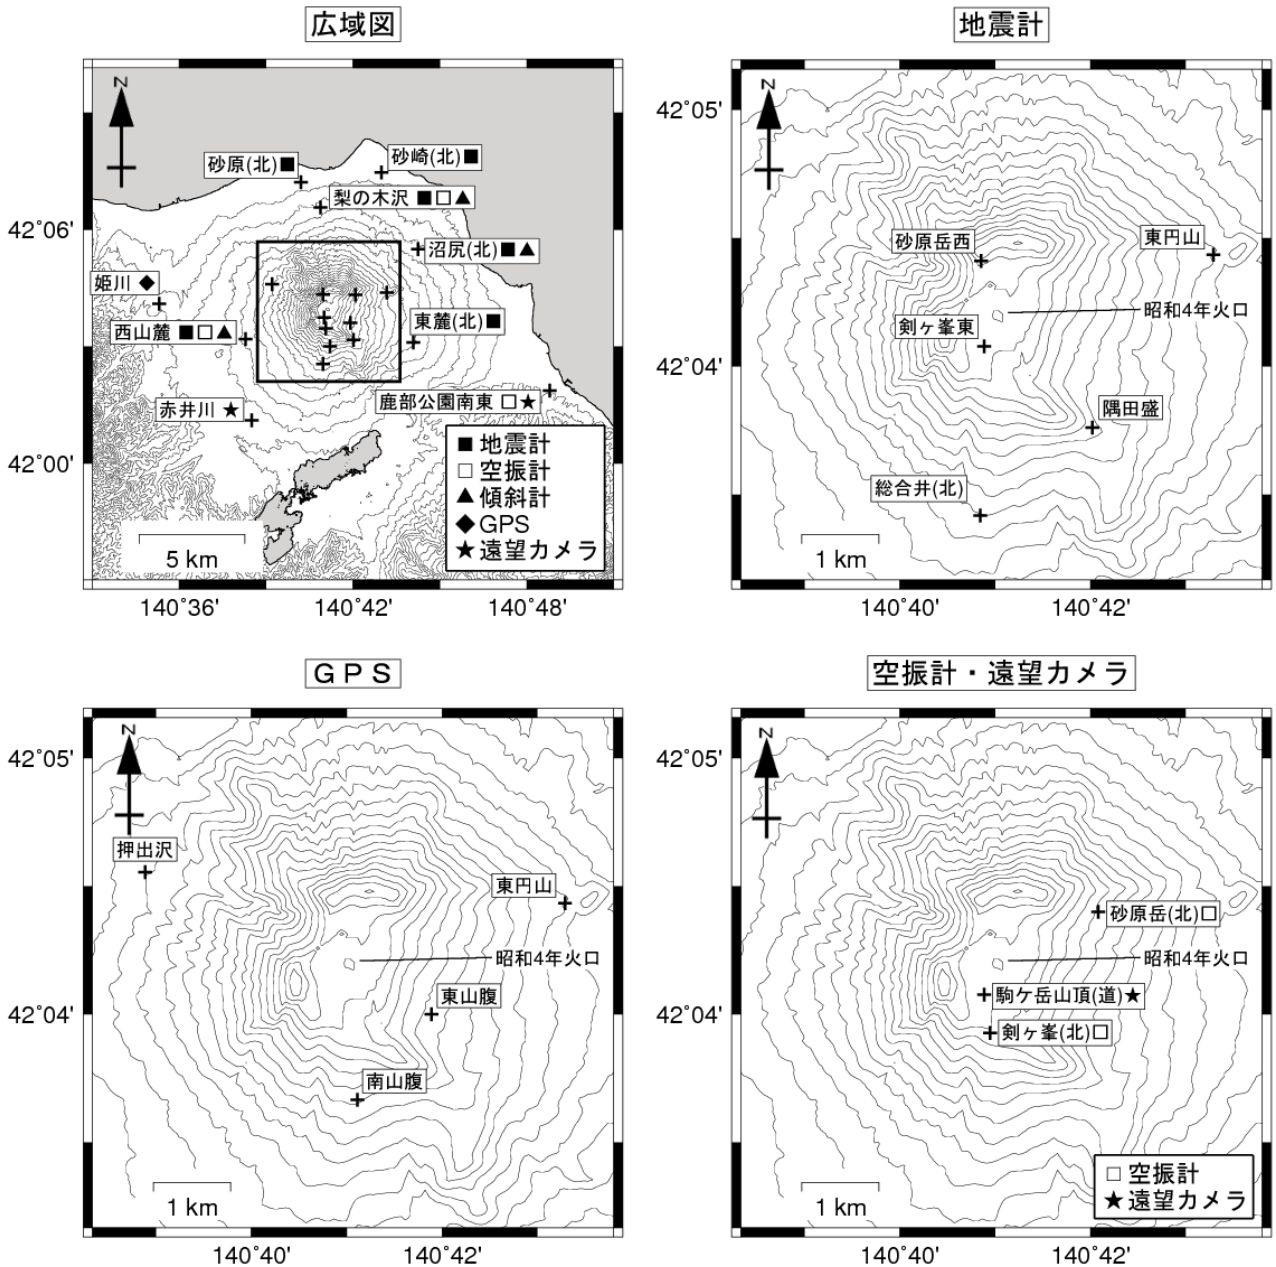 広域図
N
砂原(北)■
砂崎(北)■
梨の木沢 ■□▲
沼尻(北)■▲
姫川 ◆
西山麓 ■□▲
東麓(北)■
赤井川 ★
鹿部公園南東 □★
■ 地震計
□ 空振計
▲ 傾斜計
◆ GPS
★ 遠望カメラ
5 km
42˚06'
42˚00'
140˚36'
140˚42'
140˚48'
地震計
N
42˚05'
砂原岳西
東円山
昭和4年火口
剣ヶ峯東
42˚04'
隅田盛
総合井(北)
1 km
140˚40'
140˚42'
ＧＰＳ
N
42˚05'
押出沢
東円山
昭和4年火口
東山腹
42˚04'
南山腹
1 km
140˚40'
140˚42'
空振計・遠望カメラ
N
42˚05'
砂原岳(北)□
昭和4年火口
駒ケ岳山頂(道)★
42˚04'
剣ヶ峯(北)□
□ 空振計
★ 遠望カメラ
1 km
140˚40'
140˚42'